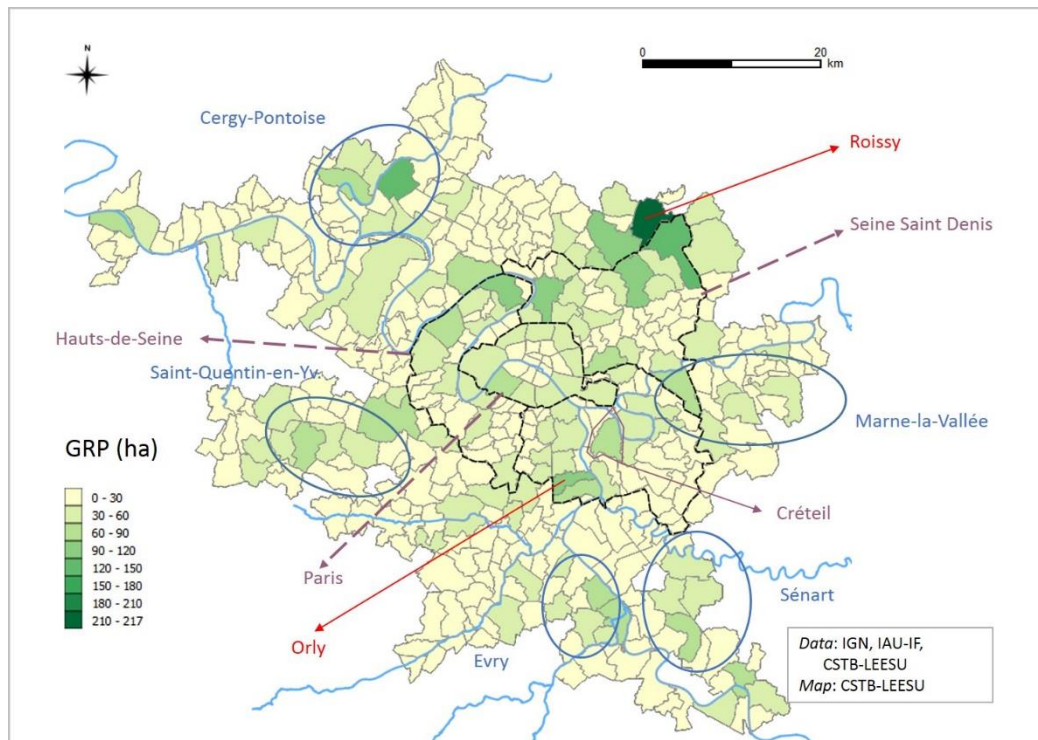 N
0
20
km
Cergy-Pontoise
Roissy
Seine Saint Denis
Hauts-de-Seine
Saint-Quentin-en-Yv.
Marne-la-Vallée
GRP (ha)
0 - 30
30 - 60
60 - 90
90 - 120
120 - 150
150 - 180
180 - 210
210 - 217
Créteil
Paris
Sénart
Orly
Evry
Data: IGN, IAU-IF,
CSTB-LEESU
Map: CSTB-LEESU